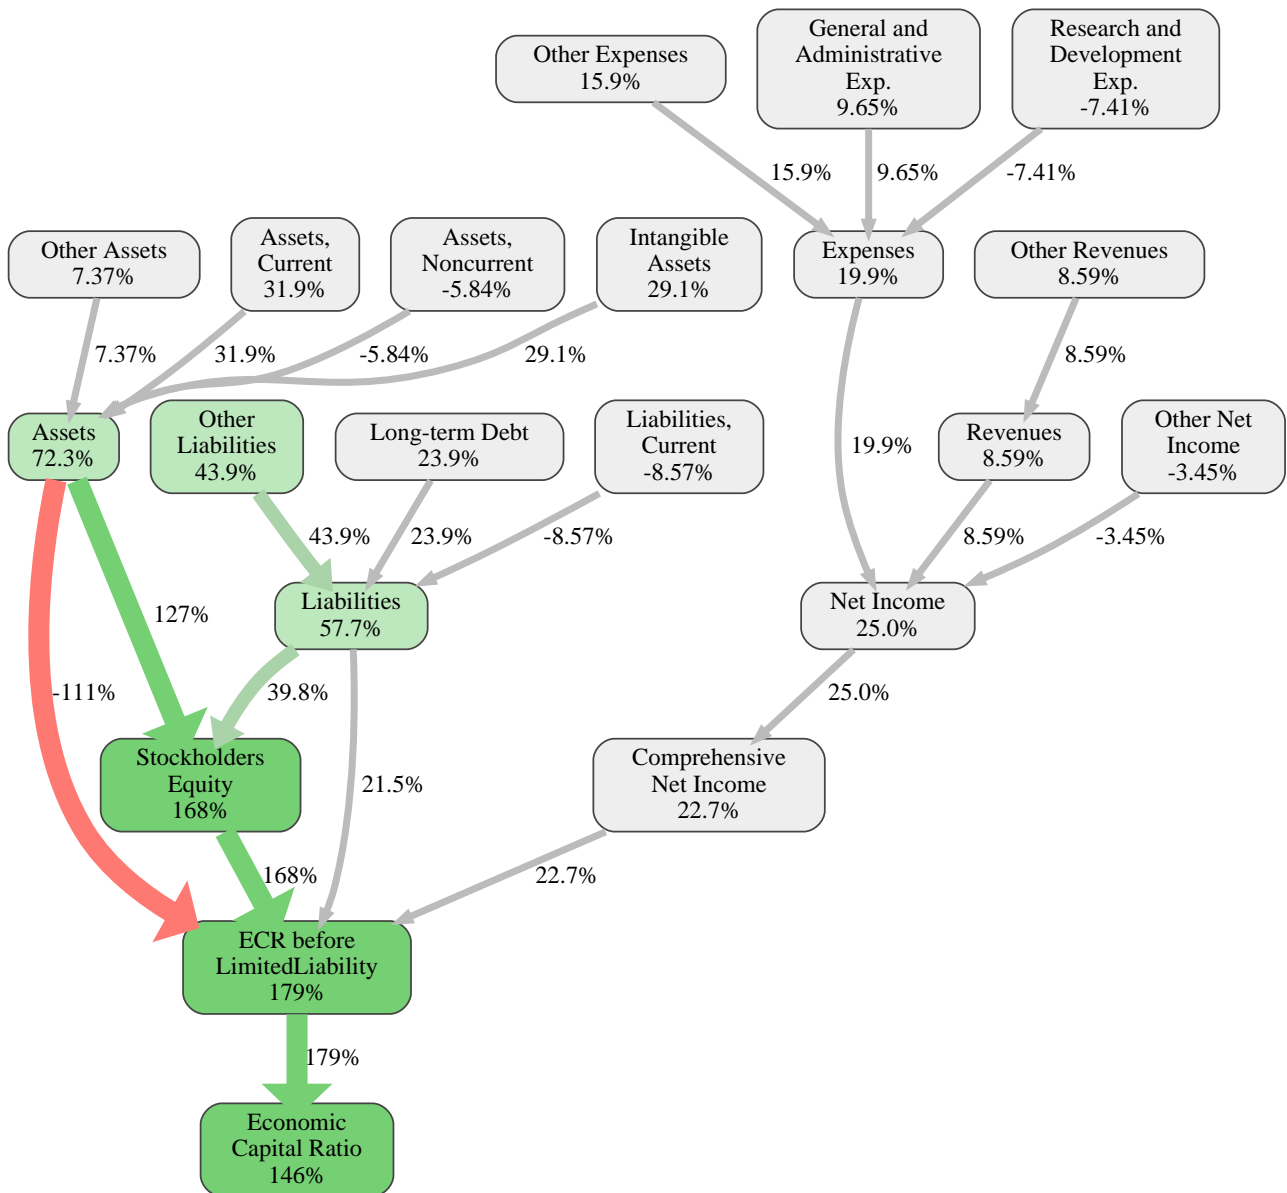 Other Expenses
15.9%
General and
Administrative
Exp.
9.65%
Research and
Development
Exp.
-7.41%
15.9%
9.65%
-7.41%
Other Assets
7.37%
Assets,
Current
31.9%
Assets,
Noncurrent
-5.84%
Intangible
Assets
29.1%
Expenses
19.9%
Other Revenues
8.59%
7.37%
31.9%
-5.84%
29.1%
8.59%
Assets
72.3%
Other
Liabilities
43.9%
Long-term Debt
23.9%
Liabilities,
Current
-8.57%
19.9%
Revenues
8.59%
Other Net
Income
-3.45%
43.9%
23.9%
-8.57%
8.59%
-3.45%
127%
Liabilities
57.7%
Net Income
25.0%
-111%
39.8%
25.0%
Stockholders
Equity
168%
21.5%
Comprehensive
Net Income
22.7%
168%
22.7%
ECR before
LimitedLiability
179%
179%
Economic
Capital Ratio
146%